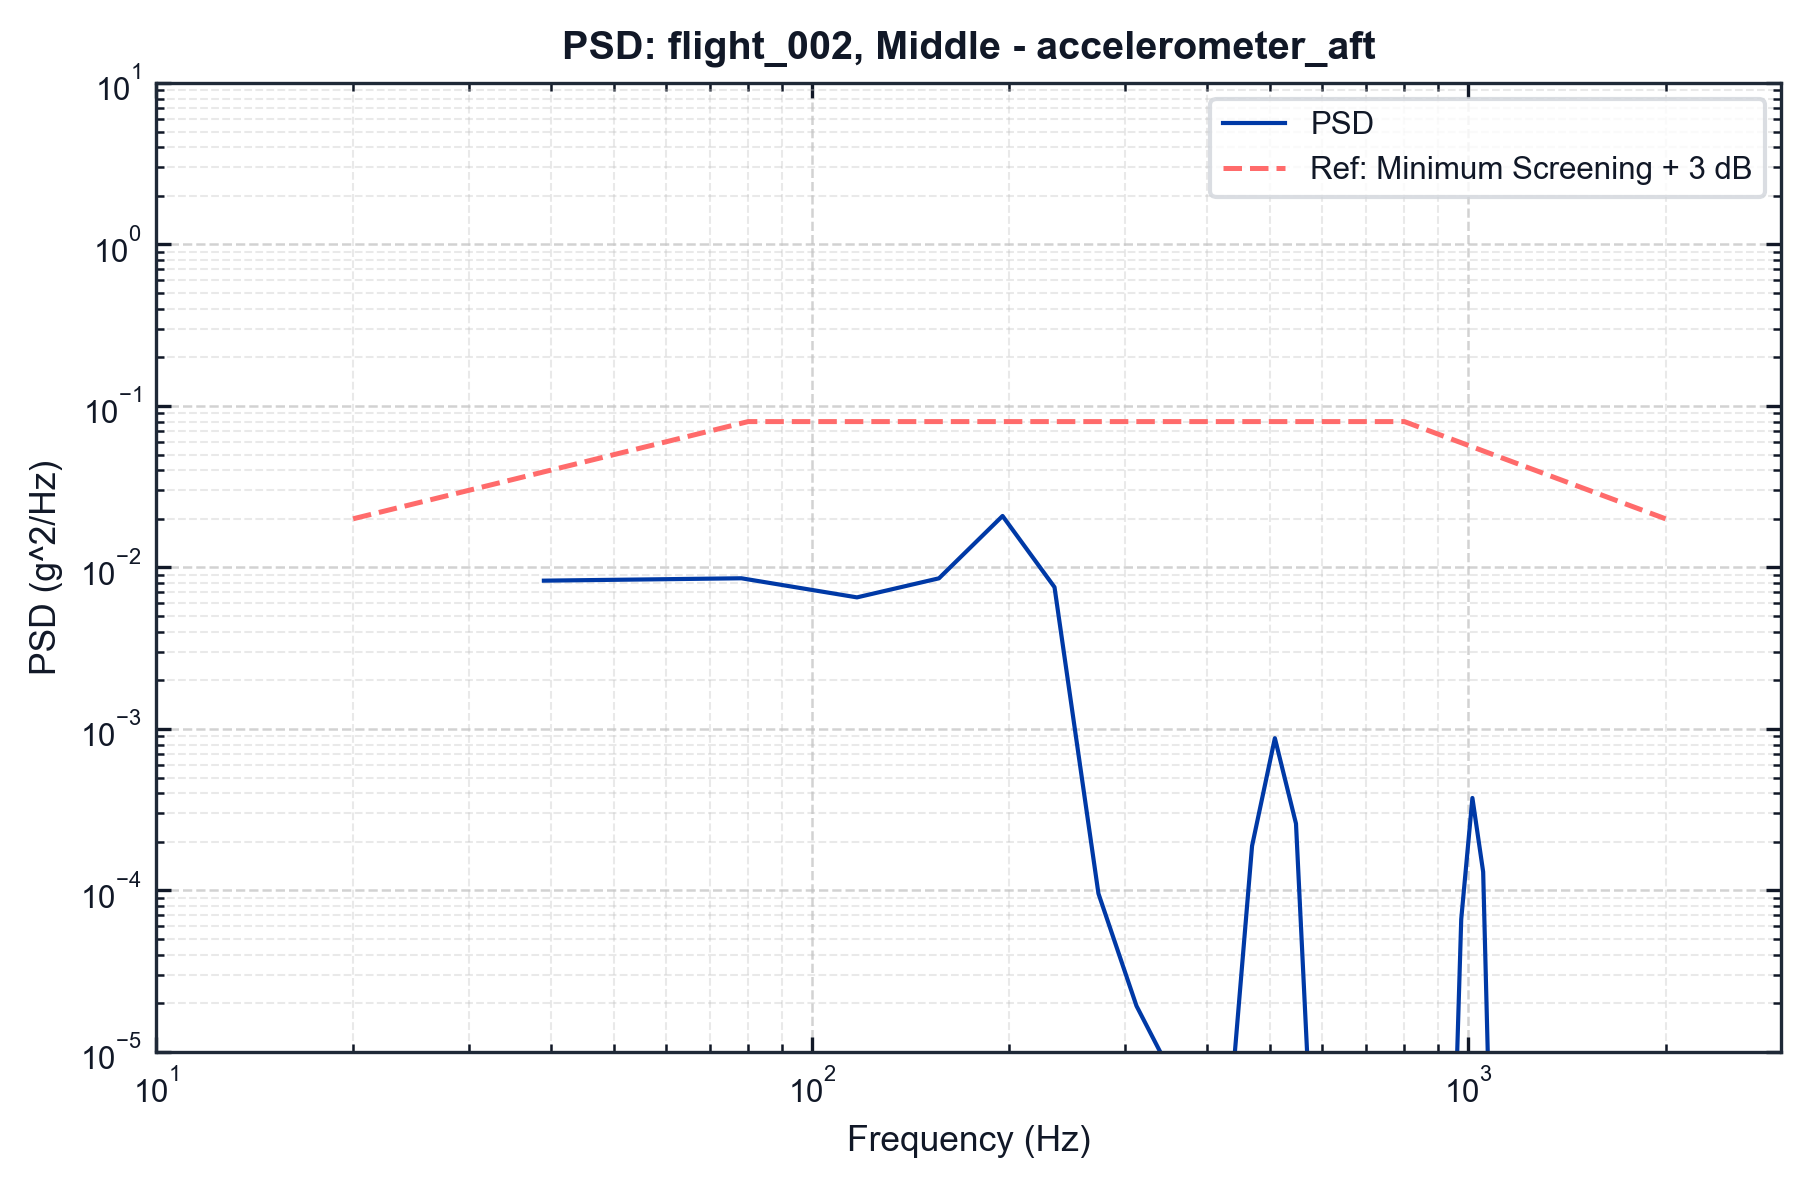 PSD: flight_002, Middle - accelerometer_aft
PSD
Ref: Minimum Screening + 3 dB
PSD (g^2/Hz)
10^1
10^0
10^−1
10^−2
10^−3
10^−4
10^−5
10^1
10^2
10^3
Frequency (Hz)